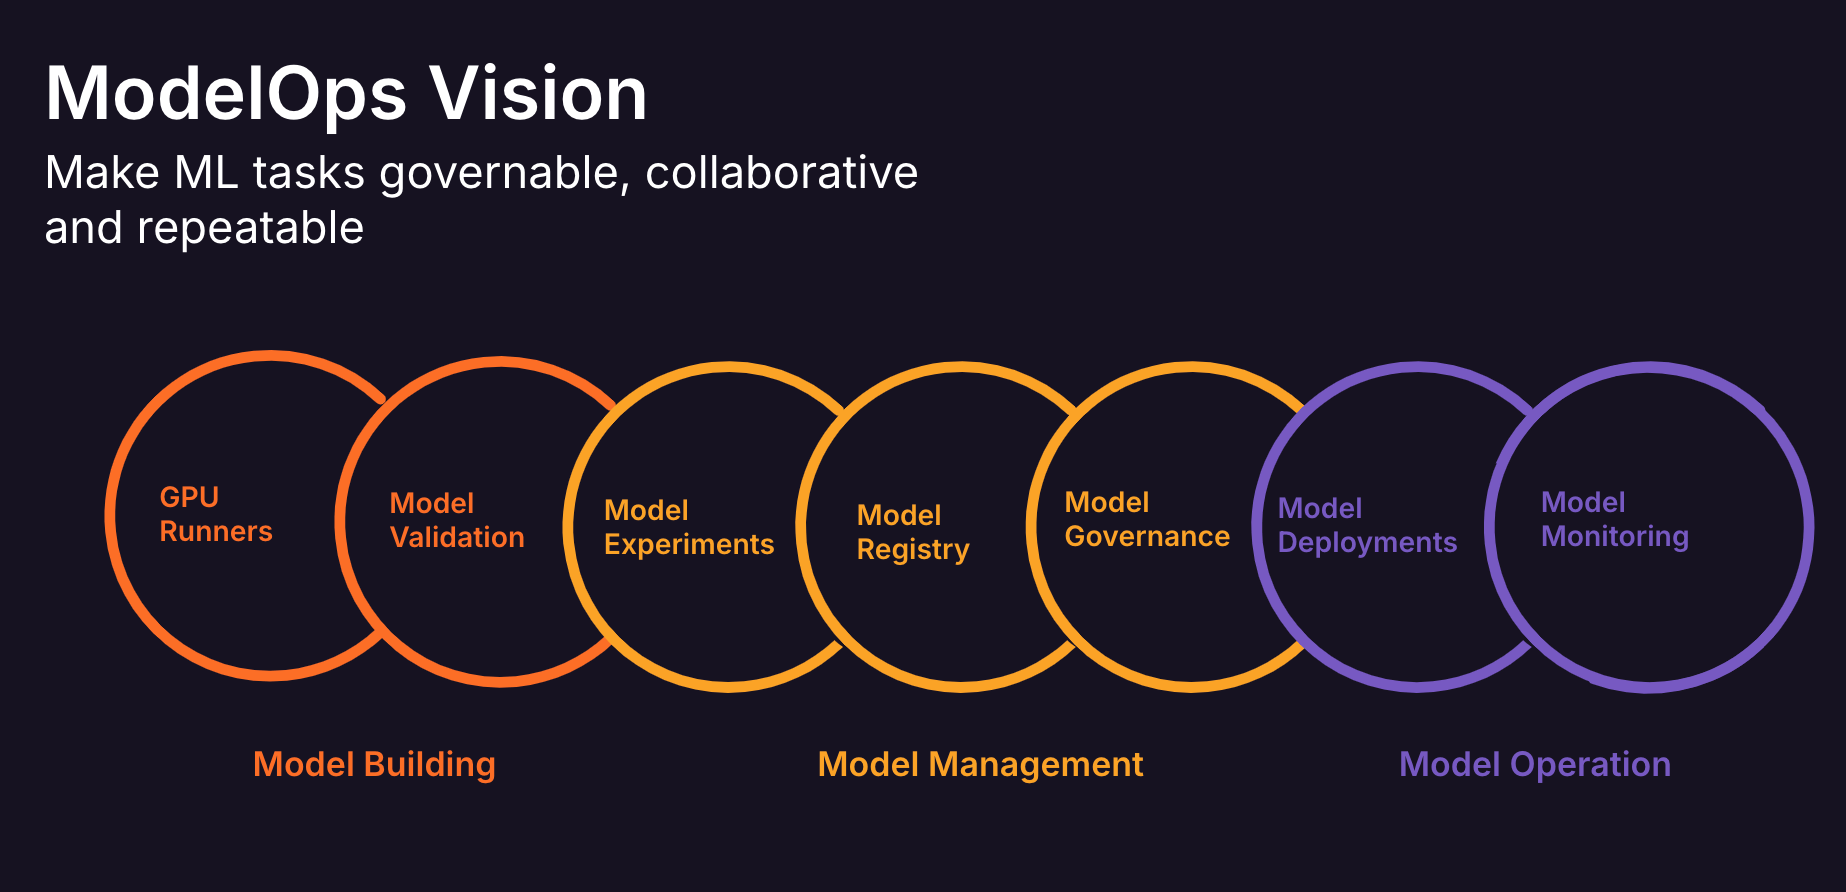 ModelOps Vision
Make ML tasks governable, collaborative
and repeatable
GPU
Runners
Model
Validation
Model
Experiments
Model
Registry
Model
Governance
Model
Deployments
Model
Monitoring
Model Building
Model Management
Model Operation